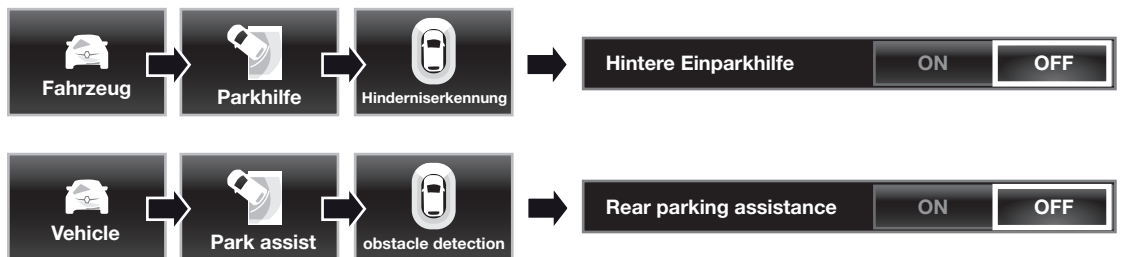 Fahrzeug
Parkhilfe
Hinderniserkennung
Hintere Einparkhilfe
ON
OFF
Vehicle
Park assist
obstacle detection
Rear parking assistance
ON
OFF